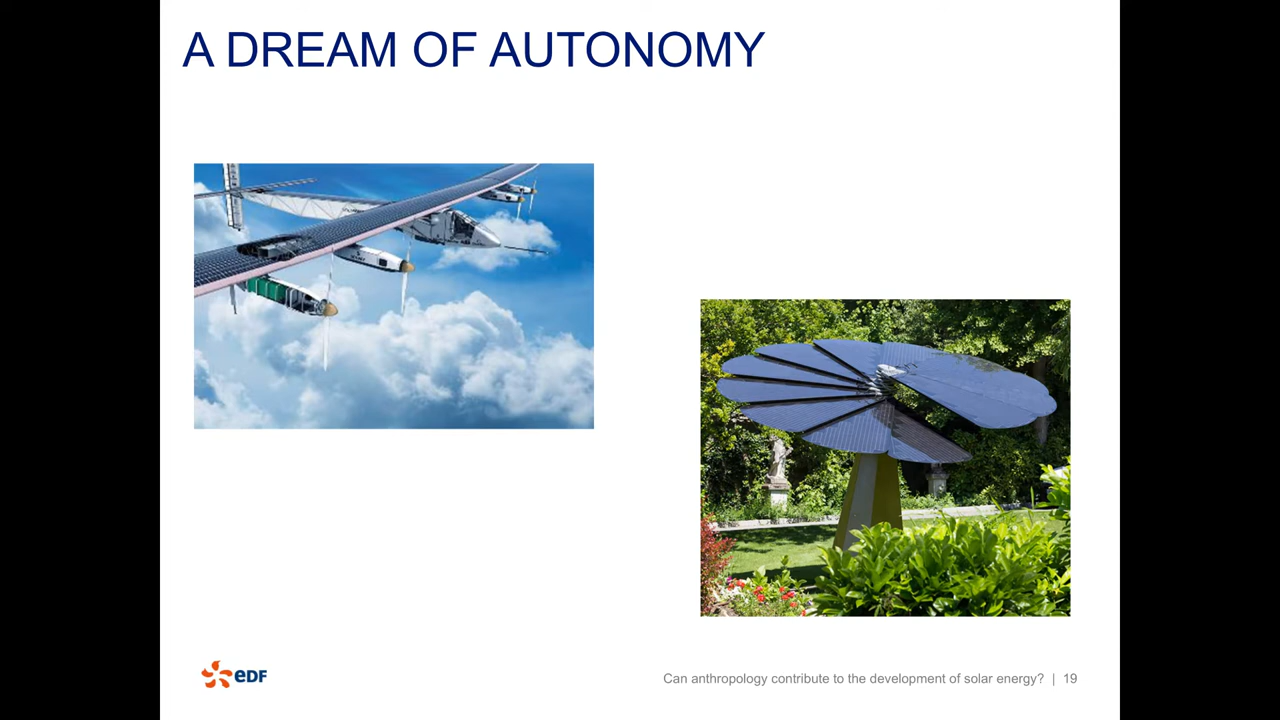 A DREAM OF AUTONOMY
eDF
Can anthropology contribute to the development of solar energy? | 19